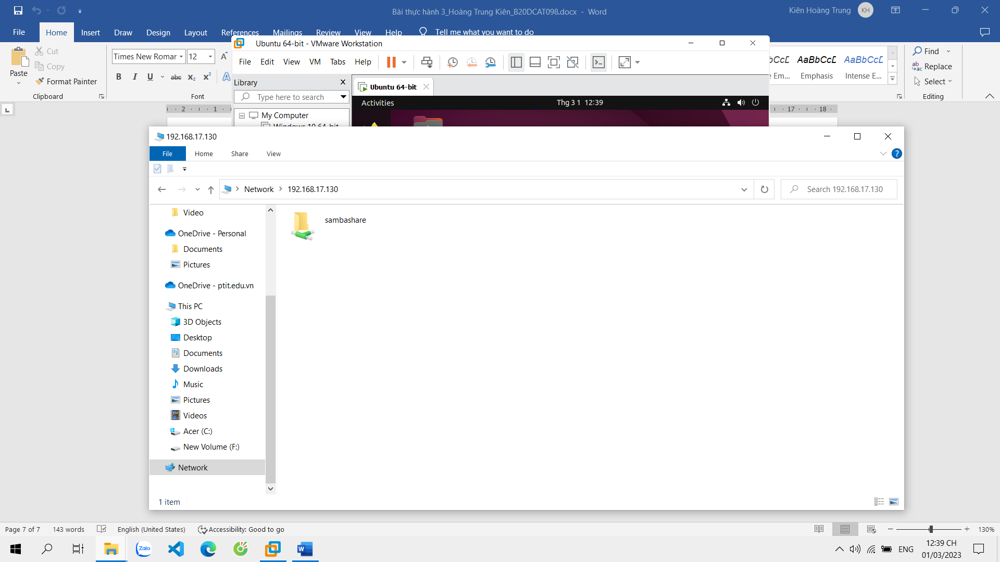 Bài thực hành 3_Hoàng Trung Kiên_B20DCAT098.docx - Word
Kiên Hoàng Trung
KH
File
Home
Insert
Draw
Design
Layout
References
Mailings
Review
View
Help
Tell me what you want to do
Paste
Cut
Copy
Format Painter
Clipboard
Times New Roman
12
B I U abc x₂ x²
Font
AaBbCcD AaBbCcD
Emphasis
Intense E...
Find
Replace
Select
Editing
Ubuntu 64-bit - VMware Workstation
File Edit View VM Tabs Help
Library
Type here to search
My Computer
Windows 10 64-bit
Ubuntu 64-bit
Activities
Thg 3 1 12:39
2 1
17 18
192.168.17.130
File
Home
Share
View
Network
192.168.17.130
Search 192.168.17.130
Video
OneDrive - Personal
Documents
Pictures
OneDrive - ptit.edu.vn
This PC
3D Objects
Desktop
Documents
Downloads
Music
Pictures
Videos
Acer (C:)
New Volume (F:)
Network
sambashare
1 item
Page 7 of 7
143 words
English (United States)
Accessibility: Good to go
130%
Zalo
ENG
12:39 CH
01/03/2023